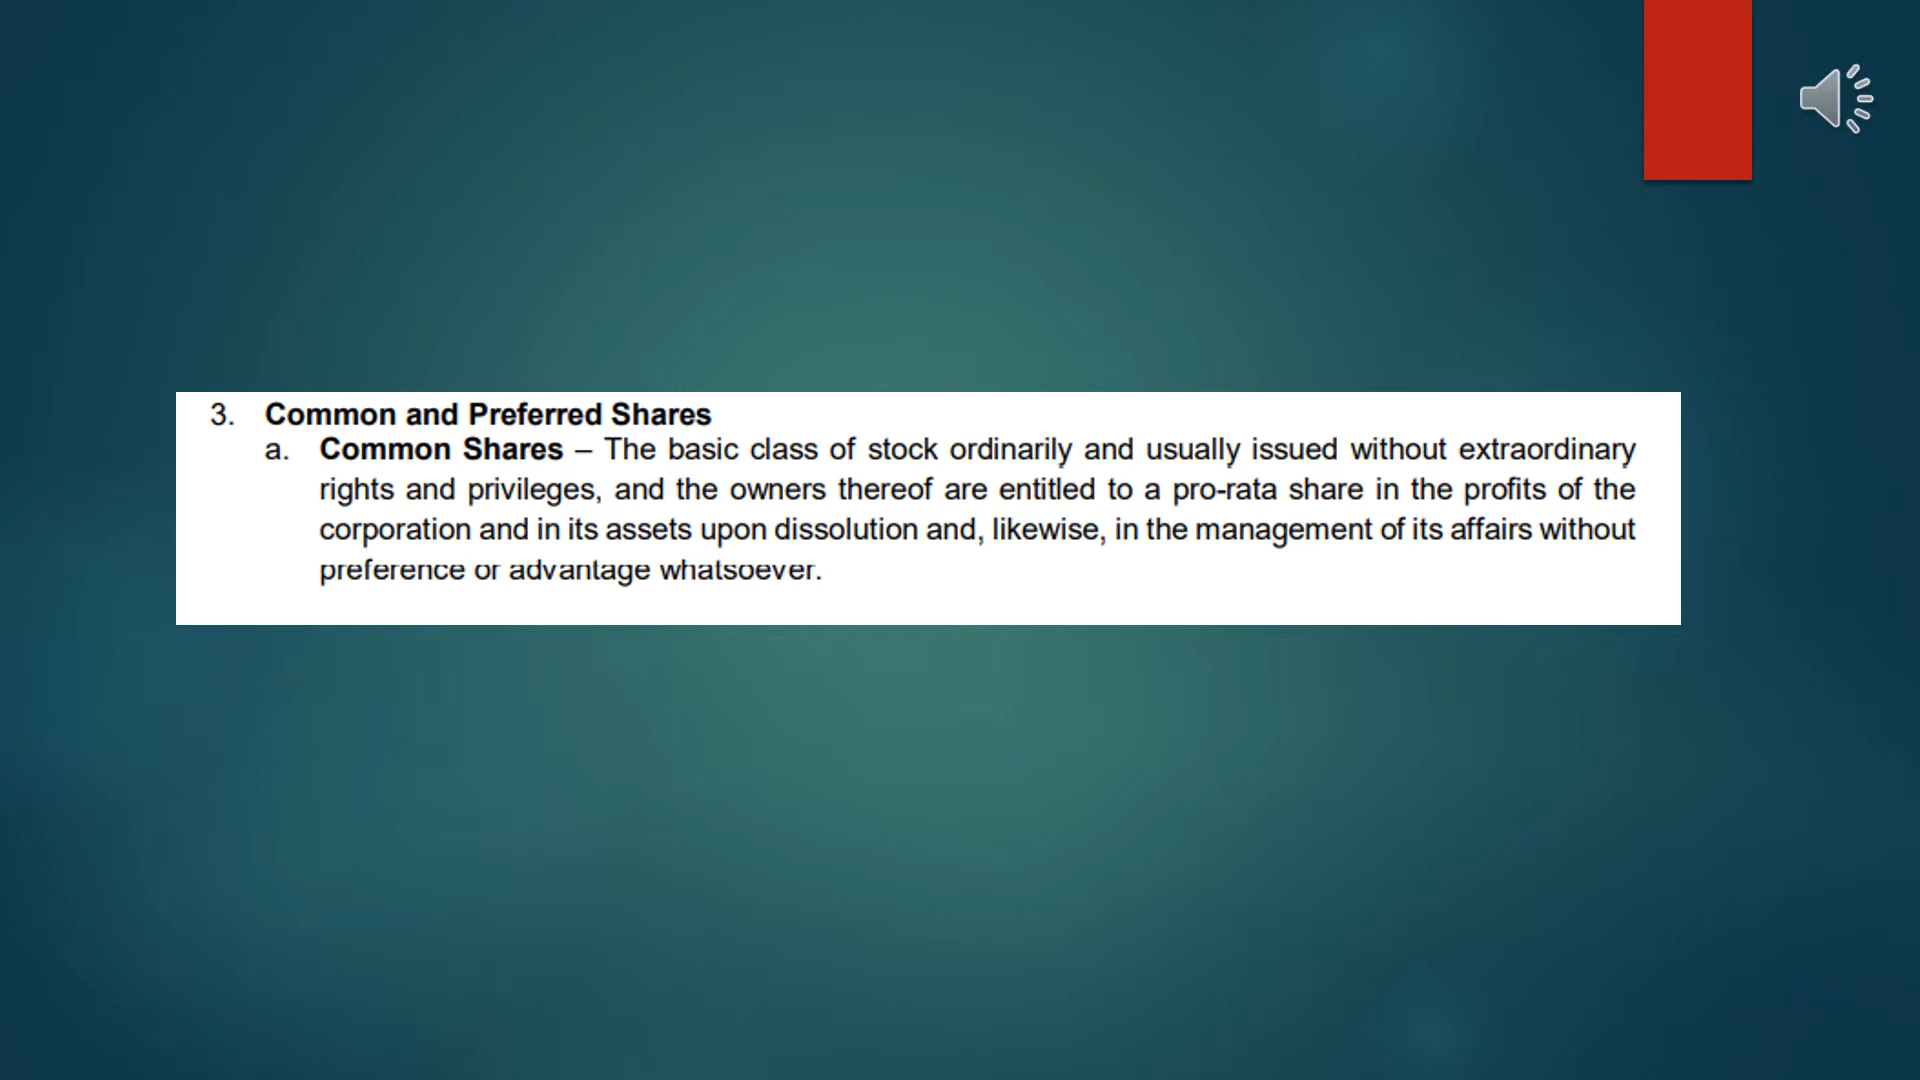 3. Common and Preferred Shares
a. Common Shares – The basic class of stock ordinarily and usually issued without extraordinary
rights and privileges, and the owners thereof are entitled to a pro-rata share in the profits of the
corporation and in its assets upon dissolution and, likewise, in the management of its affairs without
preference or advantage whatsoever.